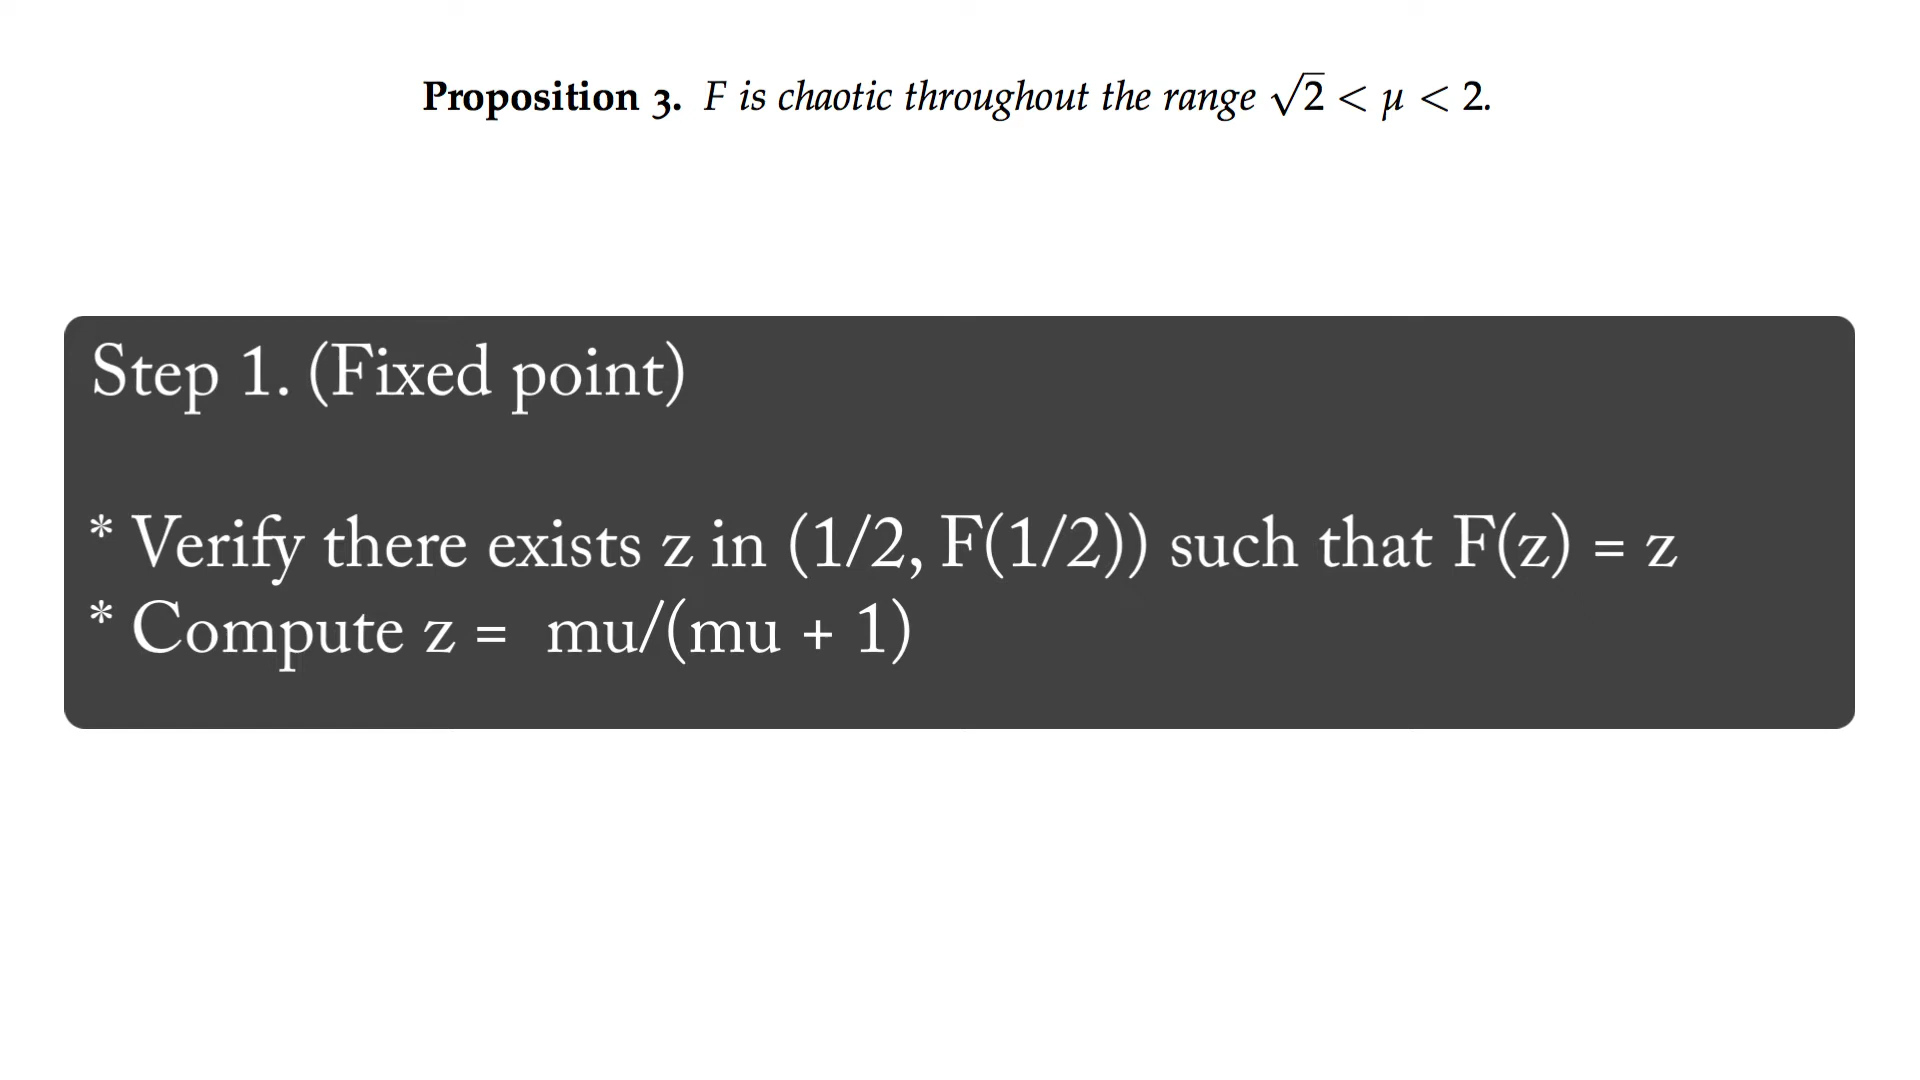 Proposition 3. F is chaotic throughout the range √2 < μ < 2.
Step 1. (Fixed point)
* Verify there exists z in (1/2, F(1/2)) such that F(z) = z
* Compute z = mu/(mu + 1)